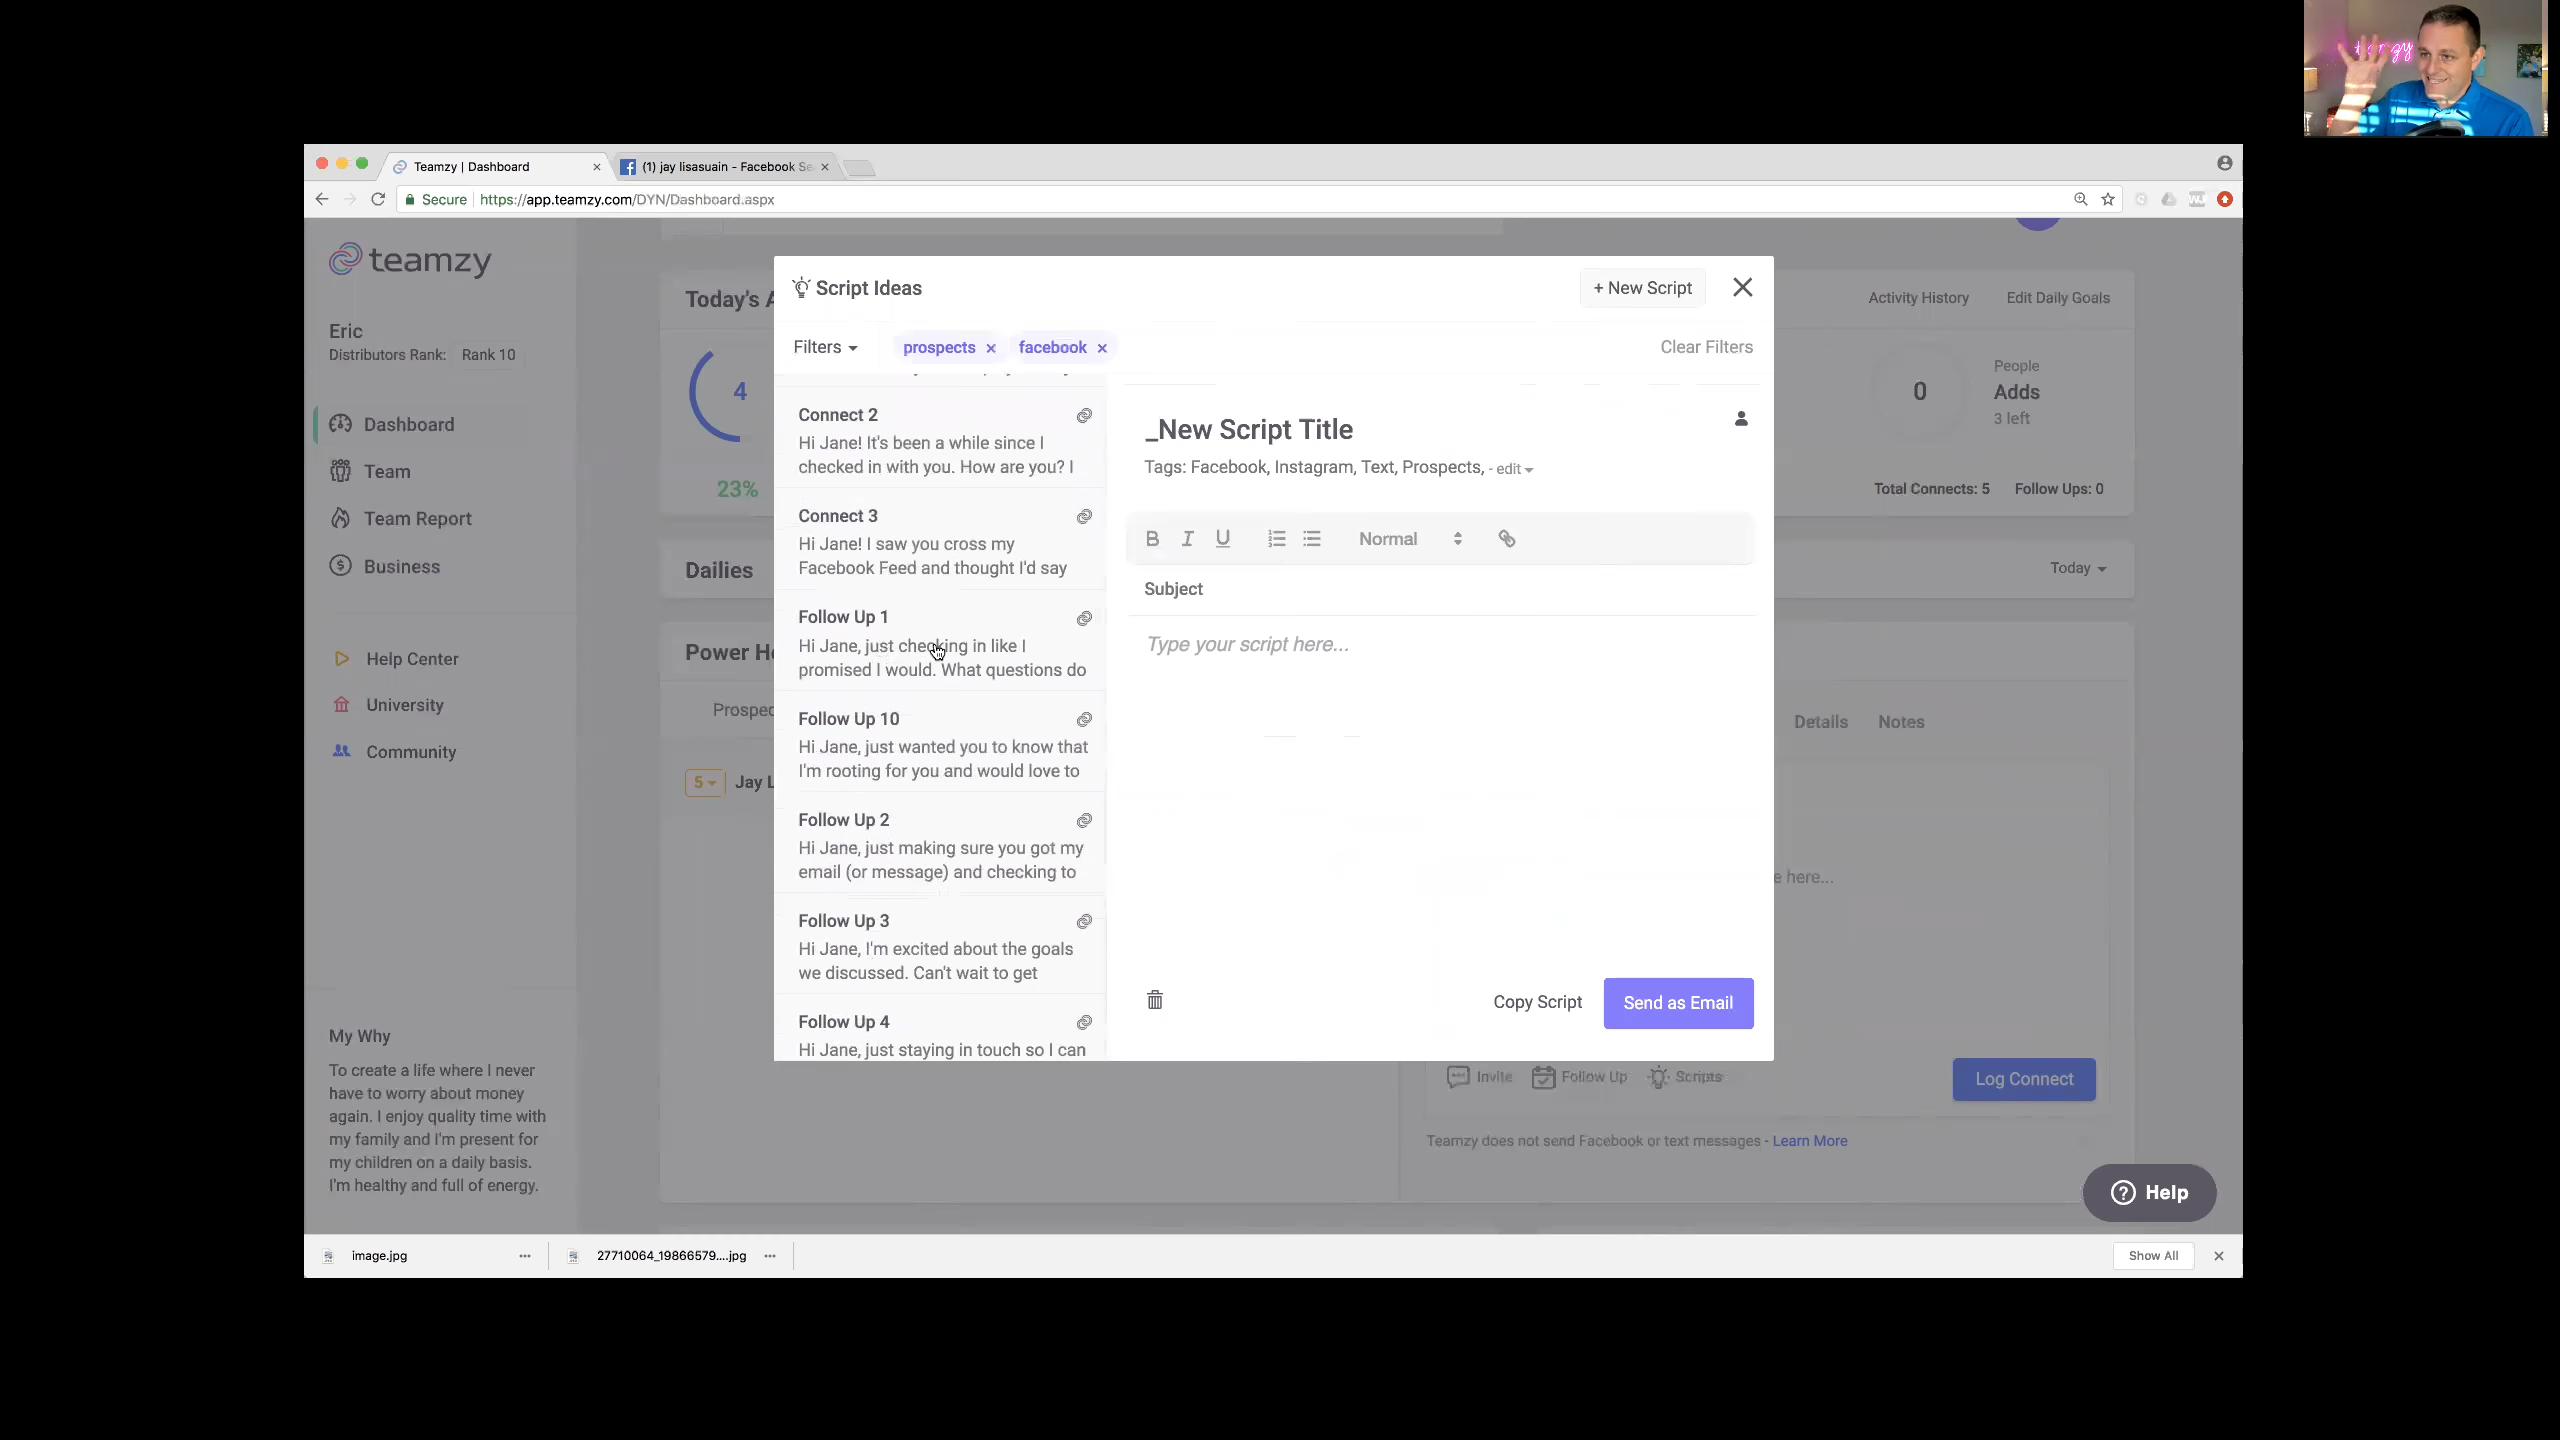 teamzy
Teamzy | Dashboard
(1) jay lisasuain - Facebook Se
Secure
https://app.teamzy.com/DYN/Dashboard.aspx
teamzy
Eric
Distributors Rank: Rank 10
Dashboard
Team
Team Report
Business
Help Center
University
Community
My Why
To create a life where I never
have to worry about money
again. I enjoy quality time with
my family and I'm present for
my children on a daily basis.
I'm healthy and full of energy.
Today's A
4
23%
Dailies
Power H
Prospec
5
Jay L
Script Ideas
+ New Script
Filters
prospects
facebook
Clear Filters
Connect 2
Hi Jane! It's been a while since I
checked in with you. How are you? I
Connect 3
Hi Jane! I saw you cross my
Facebook Feed and thought I'd say
Follow Up 1
Hi Jane, just checking in like I
promised I would. What questions do
Follow Up 10
Hi Jane, just wanted you to know that
I'm rooting for you and would love to
Follow Up 2
Hi Jane, just making sure you got my
email (or message) and checking to
Follow Up 3
Hi Jane, I'm excited about the goals
we discussed. Can't wait to get
Follow Up 4
Hi Jane, just staying in touch so I can
_New Script Title
Tags: Facebook, Instagram, Text, Prospects, - edit
B I U
Normal
Subject
Type your script here...
Copy Script
Send as Email
Activity History
Edit Daily Goals
0
People
Adds
3 left
Total Connects: 5
Follow Ups: 0
Today
Details
Notes
e here...
Invite
Follow Up
Scripts
Log Connect
Teamzy does not send Facebook or text messages - Learn More
Help
image.jpg
27710064_19866579....jpg
Show All